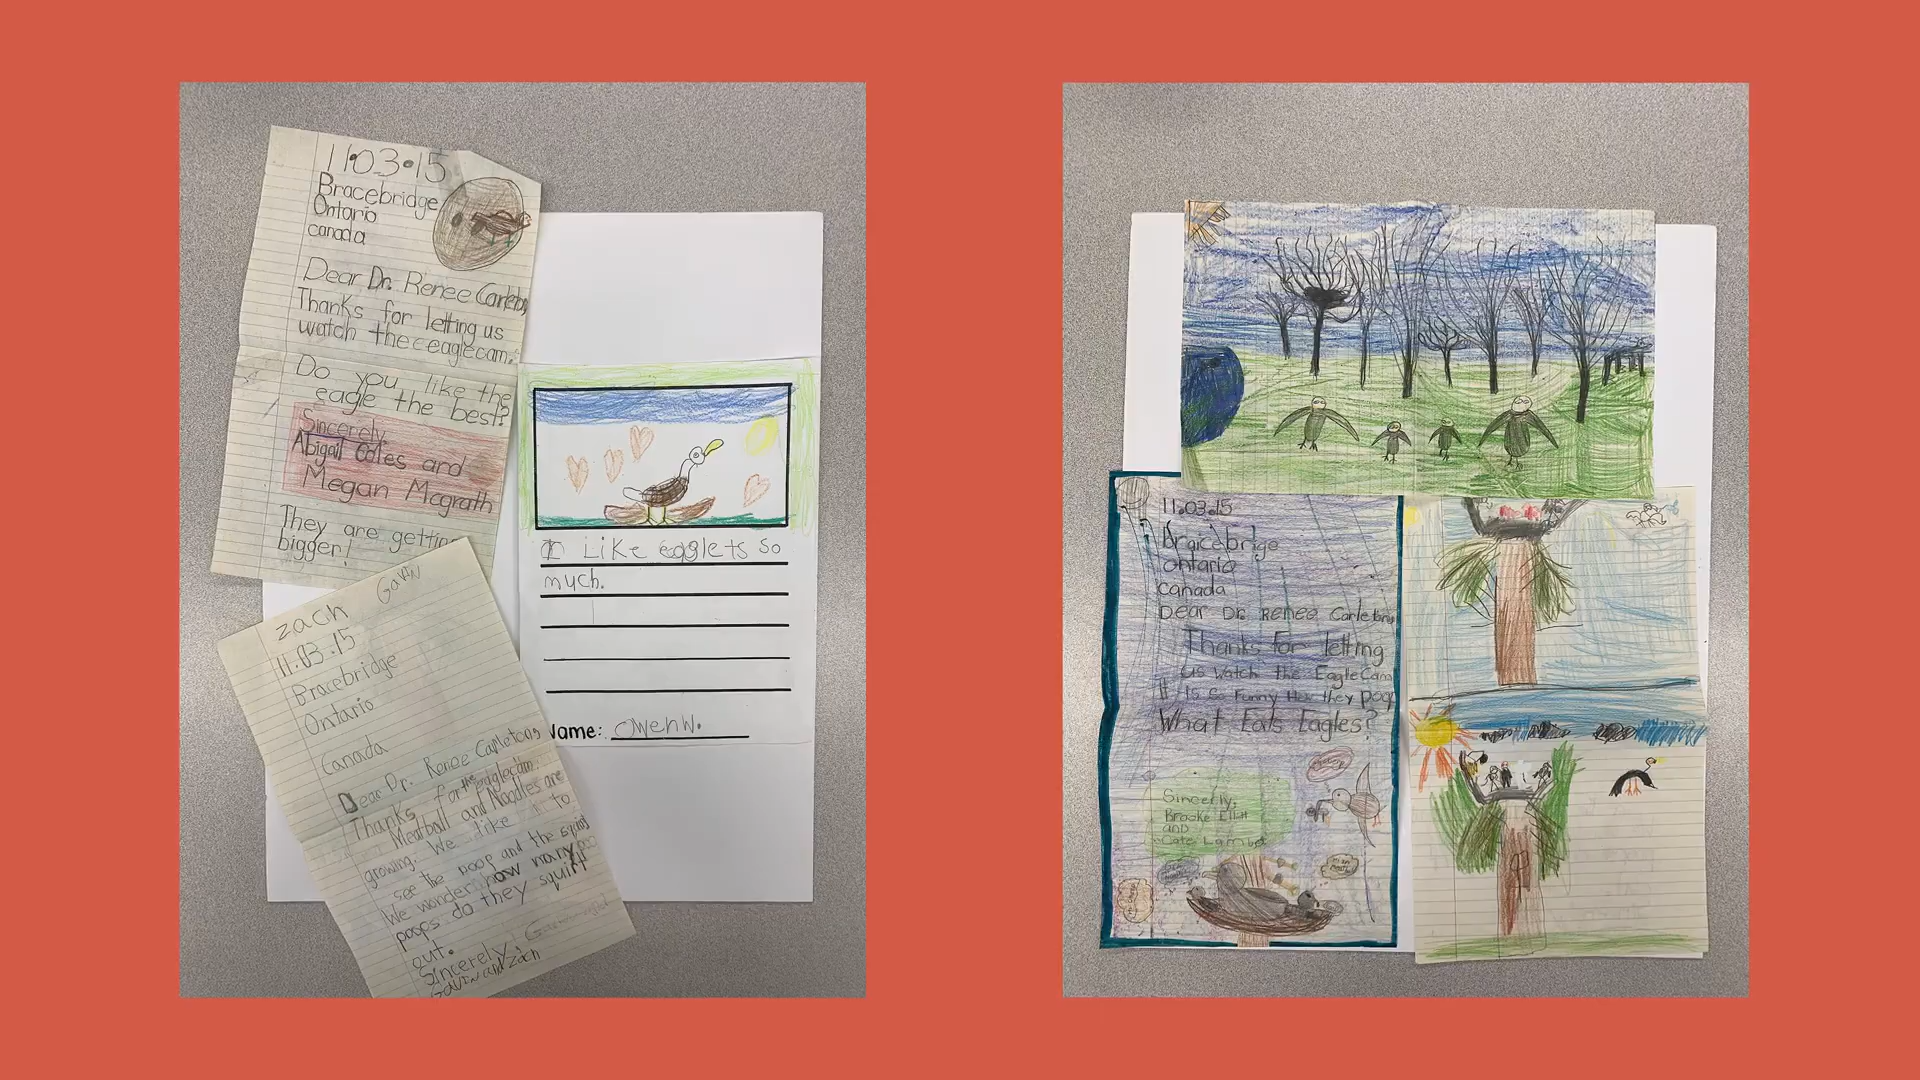 11.03.15
Bracebridge
Ontario
canada
Dear Dr. Renee Carleton,
Thanks for letting us
watch the eaglecam.
Do you like the
eagle the best?
Sincerely
Abigail Coles and
Megan Mcgrath
They are getting
bigger!
I Like eaglets so
much.
Name: Owen W.
zach Gavin
11.03.15
Bracebridge
Ontario
Canada
Dear Dr. Renee Carleton,
Thanks for the eaglecam.
Meatball and Noodles are
growing. We like it to
see the poop and the squirt
We wonder how many
poops do they squirt
out.
Sincerely
Gavin and Zach
11.03.15
Braicebrige
ontario
canada
Dear Dr. Renee Carleton,
Thanks for letting
us watch the EagleCam
It is so funny How they poop
What Eats Eagles?
Sincerly,
Brooke Elliot
and
Cate Lambert